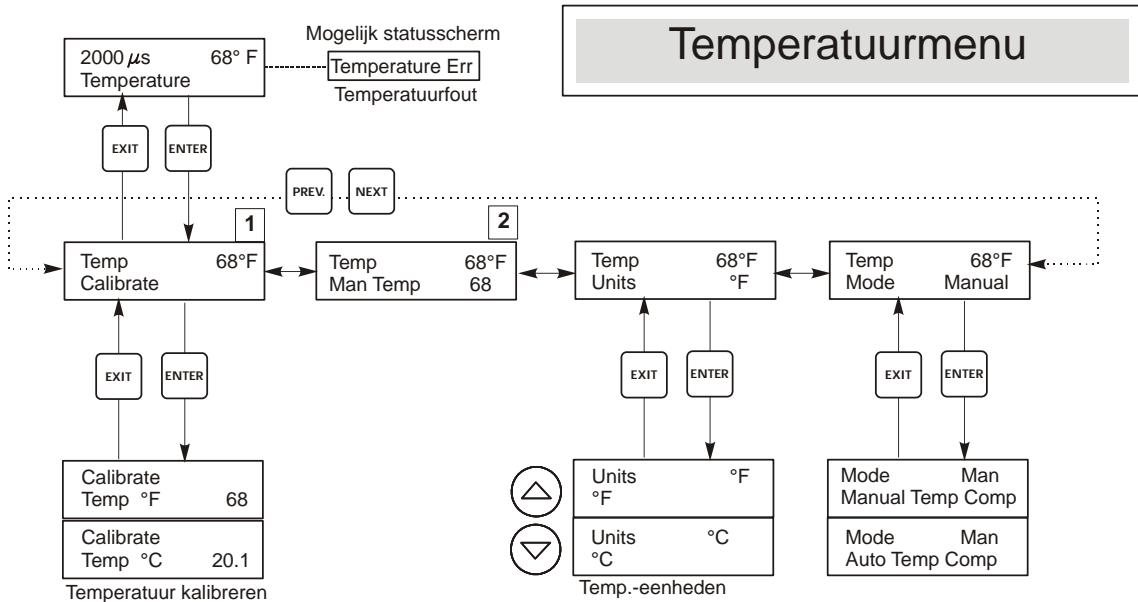 Temperatuurmenu
Mogelijk statusscherm
2000 µs 68° F
Temperature
Temperature Err
Temperatuurfout
EXIT
ENTER
PREV.
NEXT
1
2
Temp 68°F
Calibrate
Temp 68°F
Man Temp 68
Temp 68°F
Units °F
Temp 68°F
Mode Manual
EXIT
ENTER
EXIT
ENTER
EXIT
ENTER
Calibrate
Temp °F 68
Calibrate
Temp °C 20.1
Temperatuur kalibreren
Units °F
°F
Units °C
°C
Temp.-eenheden
Mode Man
Manual Temp Comp
Mode Man
Auto Temp Comp